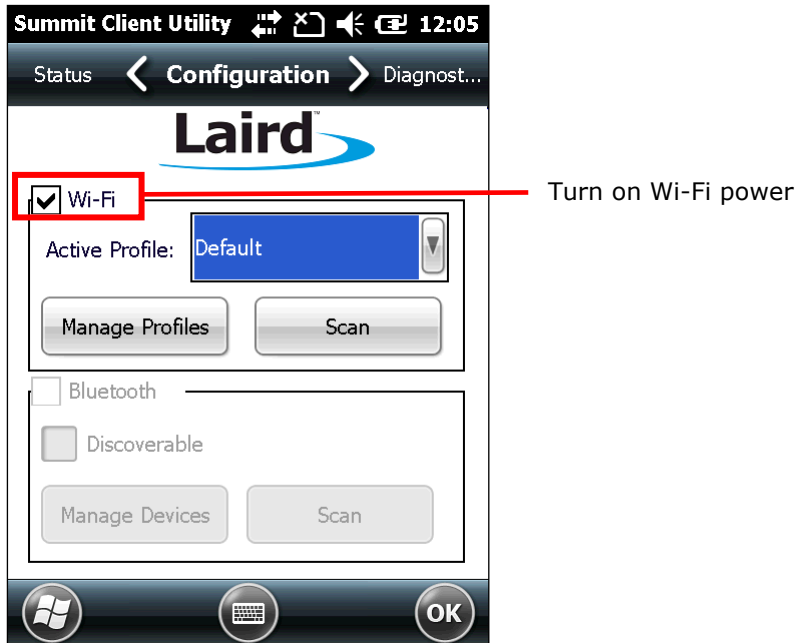 Summit Client Utility 12:05
Status Configuration Diagnost...
Laird™
Wi-Fi
Turn on Wi-Fi power
Active Profile: Default
Manage Profiles Scan
Bluetooth
Discoverable
Manage Devices Scan
OK